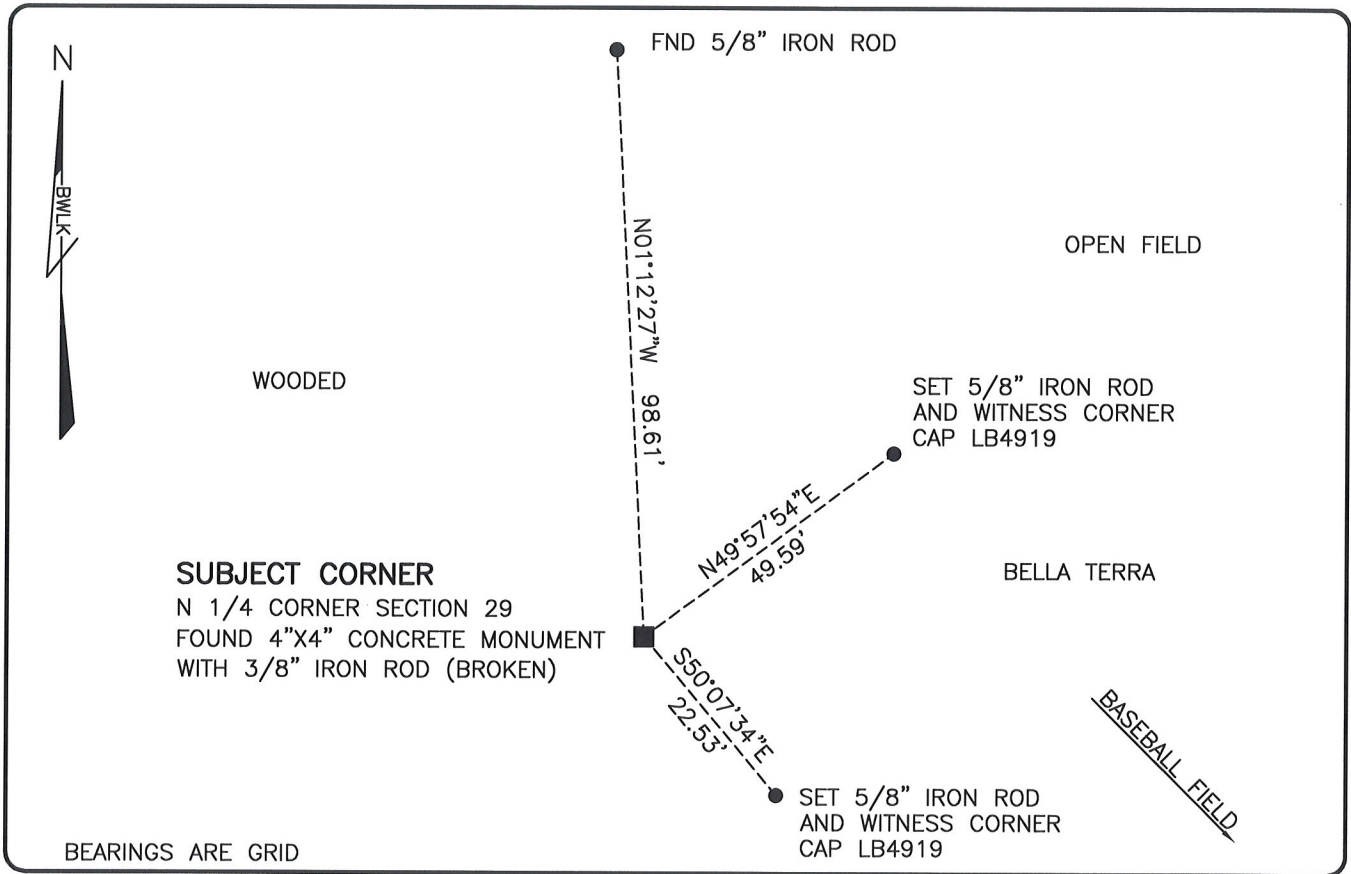 N
BWLK
FND 5/8" IRON ROD
N01°12'27"W 98.61'
OPEN FIELD
WOODED
SET 5/8" IRON ROD
AND WITNESS CORNER
CAP LB4919
N49°57'54"E
49.59'
SUBJECT CORNER
N 1/4 CORNER SECTION 29
FOUND 4"X4" CONCRETE MONUMENT
WITH 3/8" IRON ROD (BROKEN)
BELLA TERRA
S50°07'34"E
22.53'
BASEBALL FIELD
SET 5/8" IRON ROD
AND WITNESS CORNER
CAP LB4919
BEARINGS ARE GRID